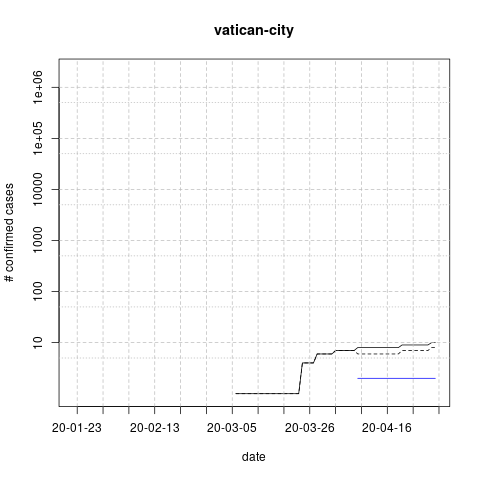 vatican-city
# confirmed cases
1e+06
1e+05
10000
1000
100
10
20-01-23 20-02-13 20-03-05 20-03-26 20-04-16
date